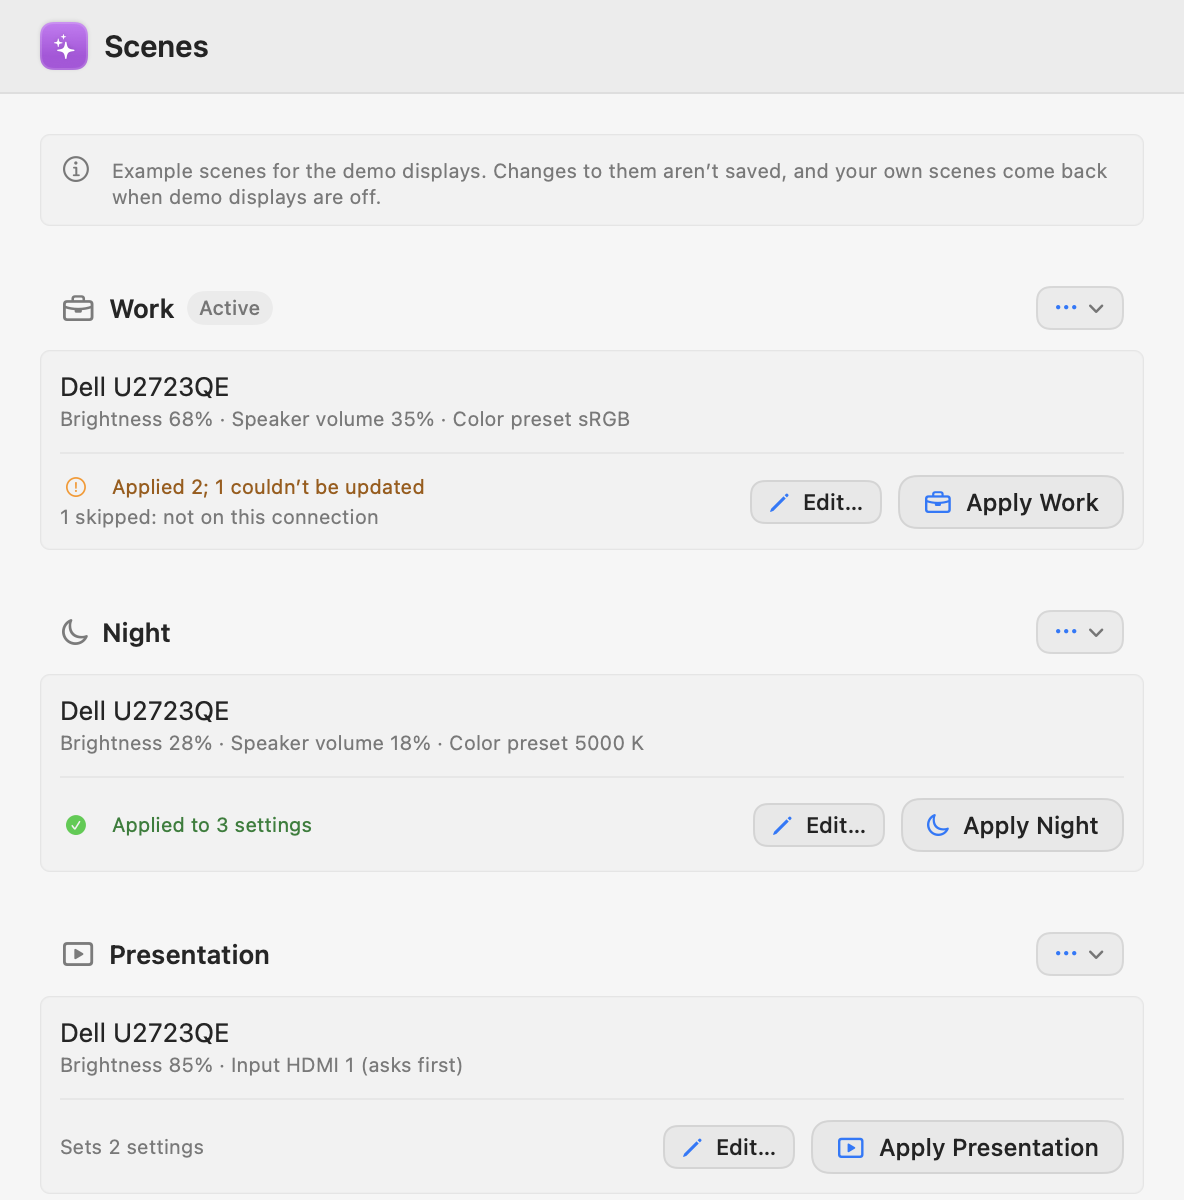 Scenes
Example scenes for the demo displays. Changes to them aren’t saved, and your own scenes come back
when demo displays are off.
Work Active
Dell U2723QE
Brightness 68% · Speaker volume 35% · Color preset sRGB
Applied 2; 1 couldn’t be updated
1 skipped: not on this connection
Edit... Apply Work
Night
Dell U2723QE
Brightness 28% · Speaker volume 18% · Color preset 5000 K
Applied to 3 settings
Edit... Apply Night
Presentation
Dell U2723QE
Brightness 85% · Input HDMI 1 (asks first)
Sets 2 settings
Edit... Apply Presentation